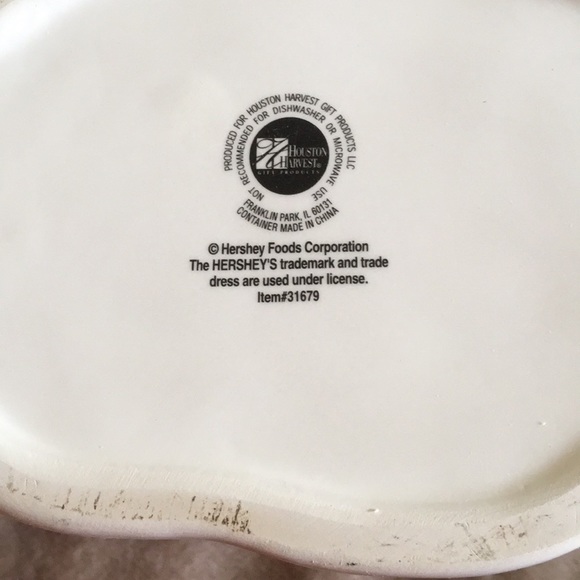 PRODUCED FOR HOUSTON HARVEST GIFT PRODUCTS LLC
NOT RECOMMENDED FOR DISHWASHER OR MICROWAVE USE
H HOUSTON
HARVEST®
GIFT PRODUCTS
FRANKLIN PARK, IL 60131
CONTAINER MADE IN CHINA
© Hershey Foods Corporation
The HERSHEY'S trademark and trade
dress are used under license.
Item#31679